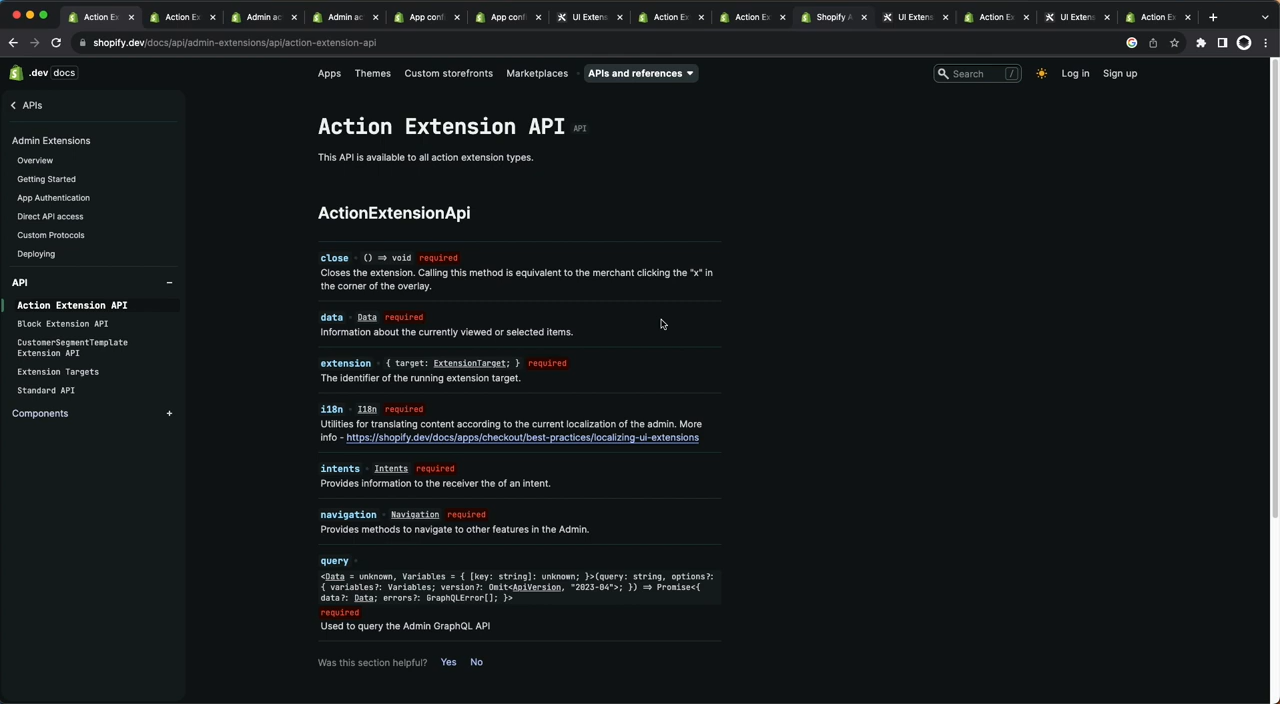 Action Ex
Action Ex
Admin ac
Admin ac
App conf
App conf
UI Extens
Action Ex
Action Ex
Shopify A
UI Extens
Action Ex
UI Extens
Action Ex
shopify.dev/docs/api/admin-extensions/api/action-extension-api
.dev docs
Apps
Themes
Custom storefronts
Marketplaces
APIs and references
Search /
Log in
Sign up
APIs
Admin Extensions
Overview
Getting Started
App Authentication
Direct API access
Custom Protocols
Deploying
API
Action Extension API
Block Extension API
CustomerSegmentTemplate
Extension API
Extension Targets
Standard API
Components
Action Extension API API
This API is available to all action extension types.
ActionExtensionApi
close • () => void required
Closes the extension. Calling this method is equivalent to the merchant clicking the "x" in
the corner of the overlay.
data • Data required
Information about the currently viewed or selected items.
extension • { target: ExtensionTarget; } required
The identifier of the running extension target.
i18n • I18n required
Utilities for translating content according to the current localization of the admin. More
info - https://shopify.dev/docs/apps/checkout/best-practices/localizing-ui-extensions
intents • Intents required
Provides information to the receiver the of an intent.
navigation • Navigation required
Provides methods to navigate to other features in the Admin.
query •
<Data = unknown, Variables = { [key: string]: unknown; }>(query: string, options?:
{ variables?: Variables; version?: Omit<ApiVersion, "2023-04">; }) => Promise<{
data?: Data; errors?: GraphQLError[]; }>
required
Used to query the Admin GraphQL API
Was this section helpful? Yes No